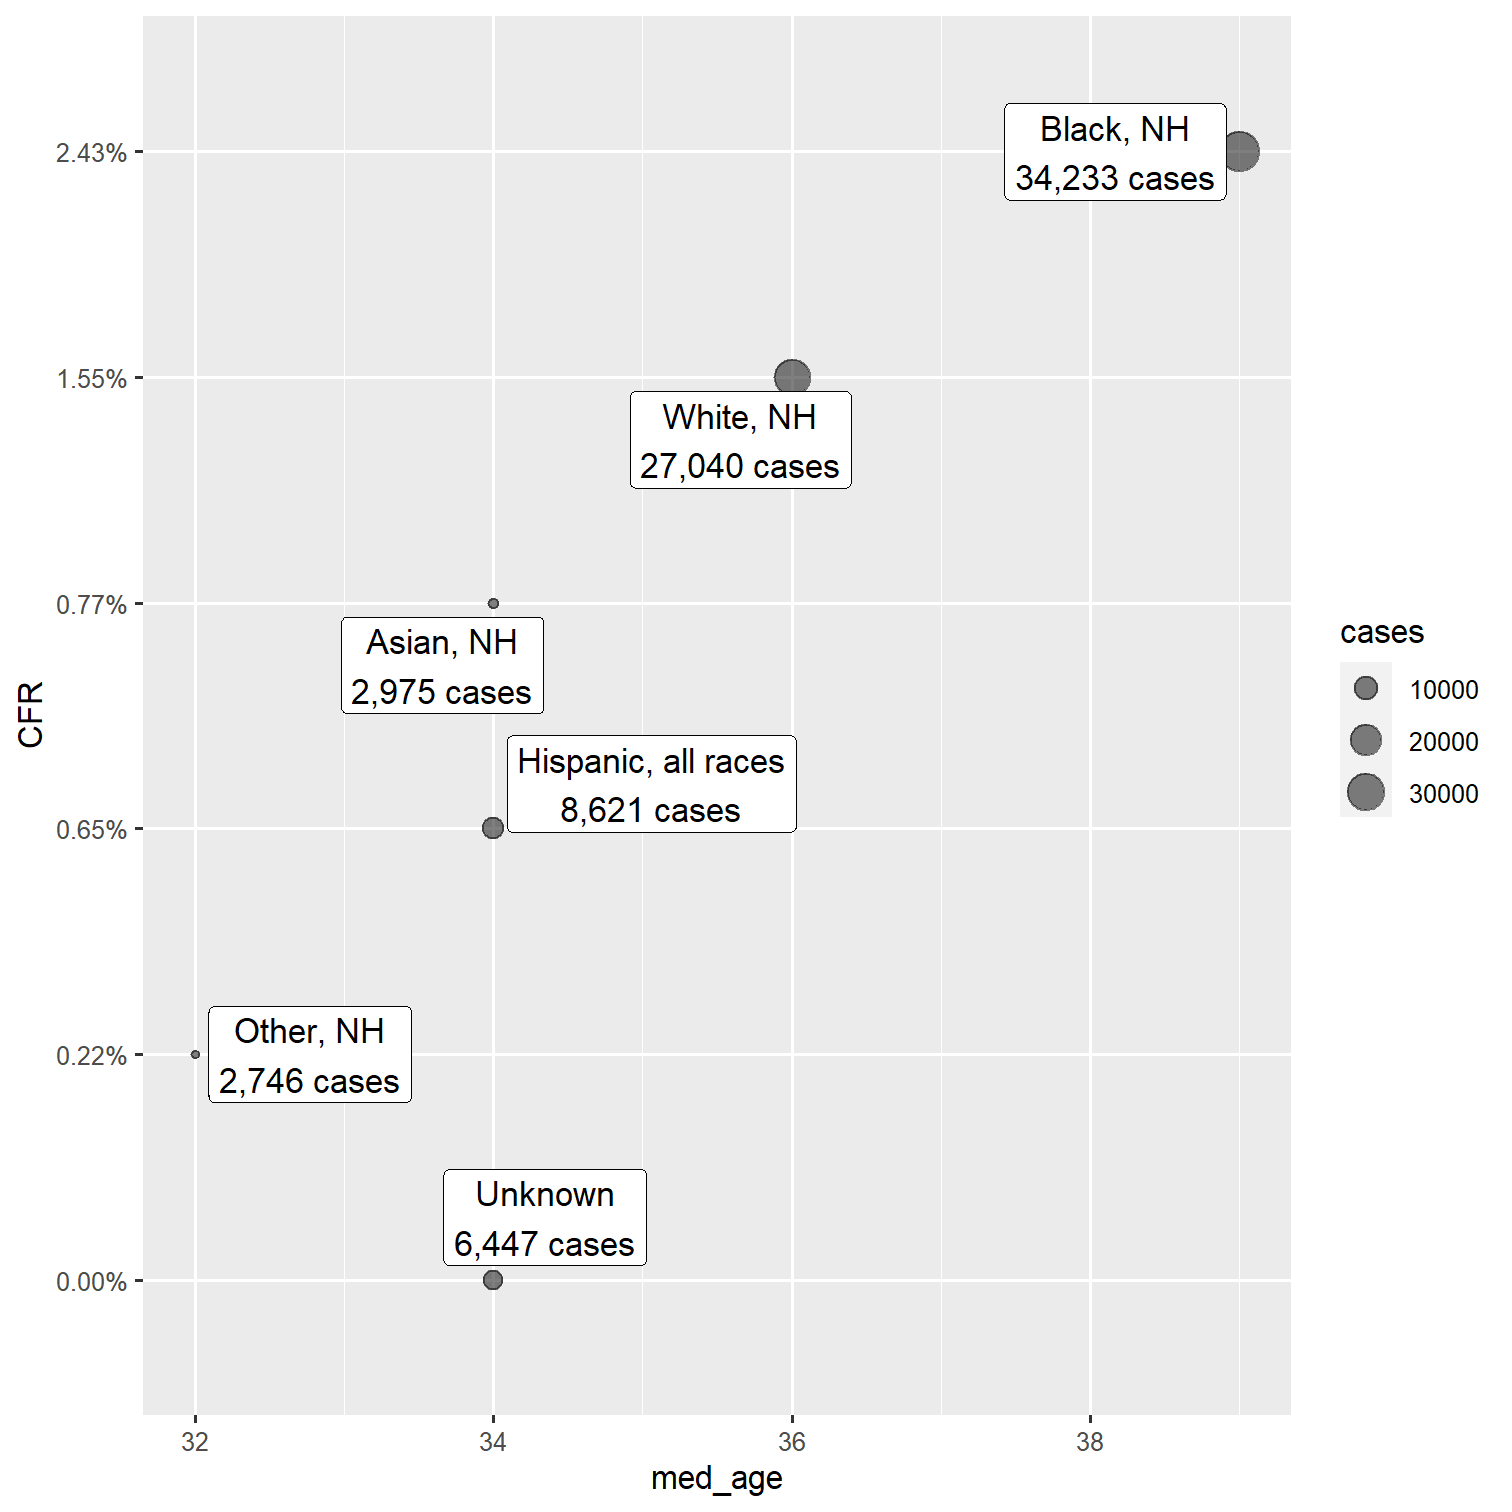 2.43%
1.55%
0.77%
0.65%
0.22%
0.00%
CFR
Black, NH
34,233 cases
White, NH
27,040 cases
Asian, NH
2,975 cases
Hispanic, all races
8,621 cases
Other, NH
2,746 cases
Unknown
6,447 cases
32
34
36
38
med_age
cases
10000
20000
30000